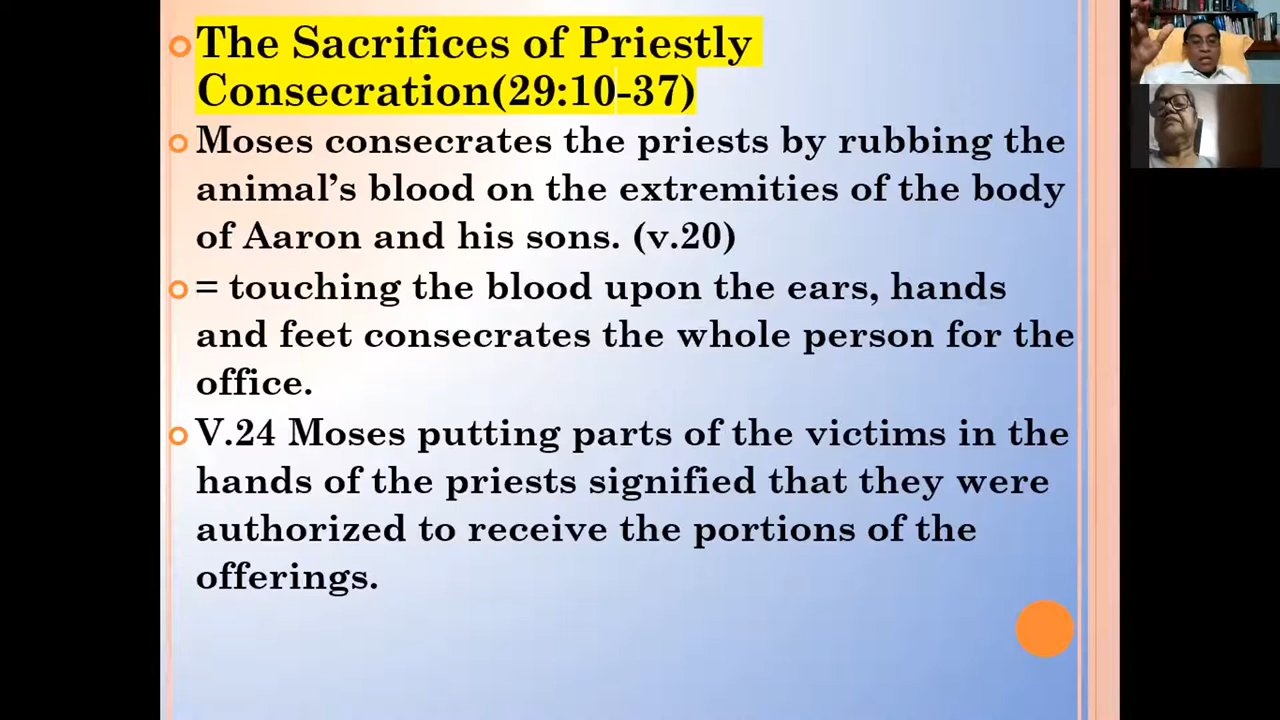 The Sacrifices of Priestly
Consecration(29:10-37)
Moses consecrates the priests by rubbing the
animal’s blood on the extremities of the body
of Aaron and his sons. (v.20)
= touching the blood upon the ears, hands
and feet consecrates the whole person for the
office.
V.24 Moses putting parts of the victims in the
hands of the priests signified that they were
authorized to receive the portions of the
offerings.